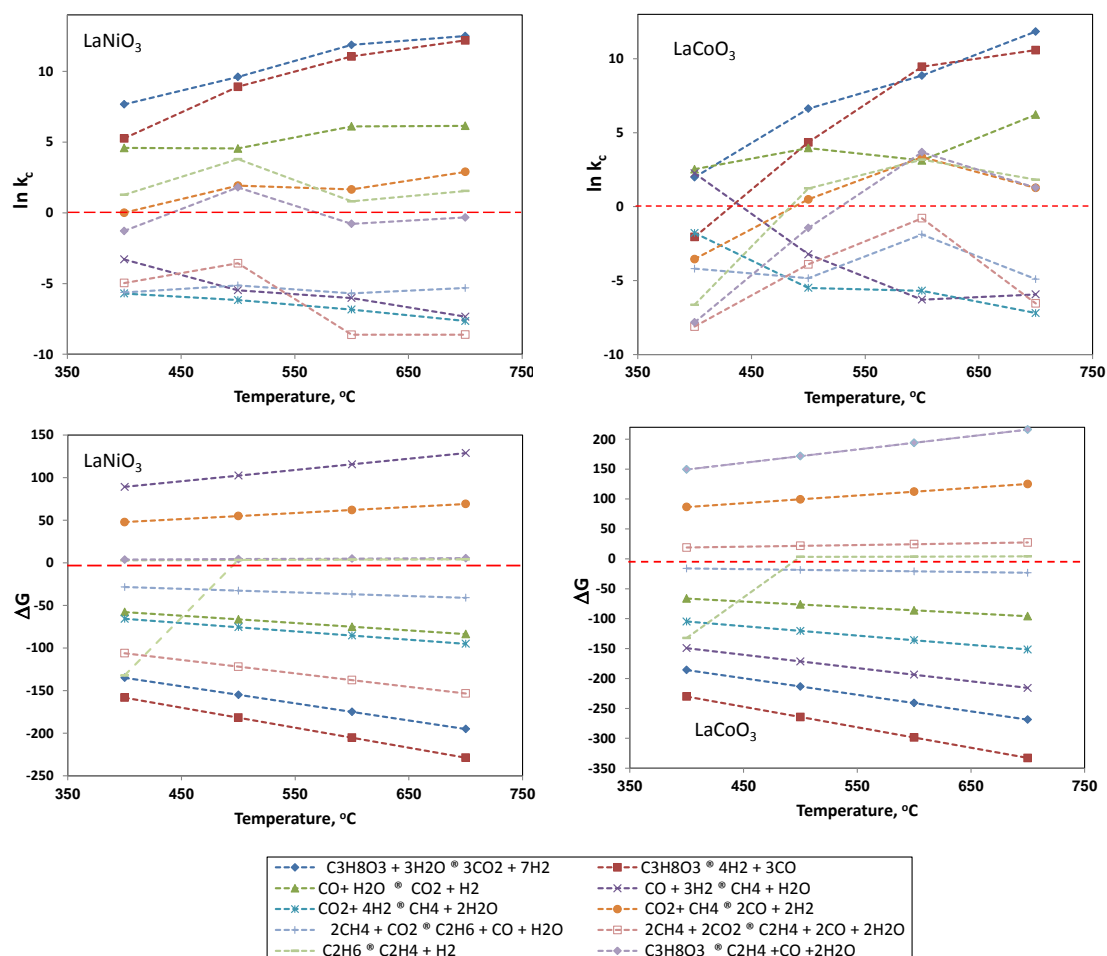 LaNiO3
10
5
0
-5
-10
ln kc
350
450
550
650
750
Temperature, oC
LaCoO3
10
5
0
-5
-10
ln kc
350
450
550
650
750
Temperature, oC
LaNiO3
150
100
50
0
-50
-100
-150
-200
-250
ΔG
350
450
550
650
750
Temperature, oC
200
150
100
50
0
-50
-100
-150
-200
-250
-300
-350
ΔG
LaCoO3
350
450
550
650
750
Temperature, oC
C3H8O3 + 3H2O ® 3CO2 + 7H2
C3H8O3 ® 4H2 + 3CO
CO+ H2O ® CO2 + H2
CO + 3H2 ® CH4 + H2O
CO2+ 4H2 ® CH4 + 2H2O
CO2+ CH4 ® 2CO + 2H2
2CH4 + CO2 ® C2H6 + CO + H2O
2CH4 + 2CO2 ® C2H4 + 2CO + 2H2O
C2H6 ® C2H4 + H2
C3H8O3 ® C2H4 +CO +2H2O